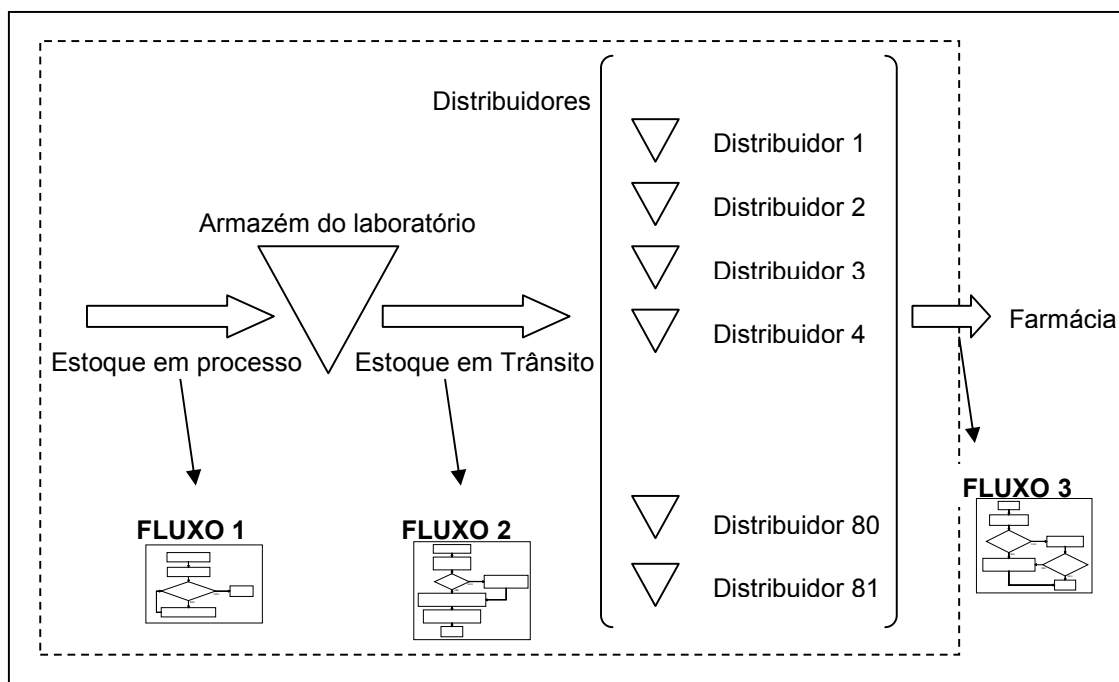 Distribuidores
Distribuidor 1
Distribuidor 2
Armazém do laboratório
Distribuidor 3
Distribuidor 4
Farmácia
Estoque em processo
Estoque em Trânsito
Distribuidor 80
Distribuidor 81
FLUXO 1
FLUXO 2
FLUXO 3